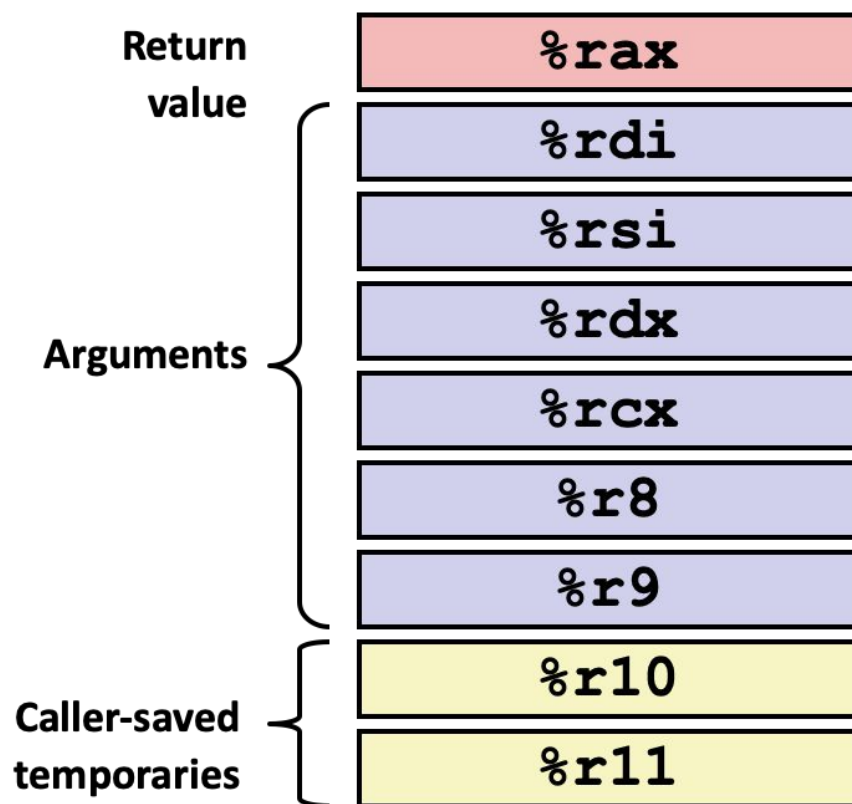 Return
value
%rax
%rdi
%rsi
%rdx
Arguments
%rcx
%r8
%r9
%r10
Caller-saved
temporaries
%r11